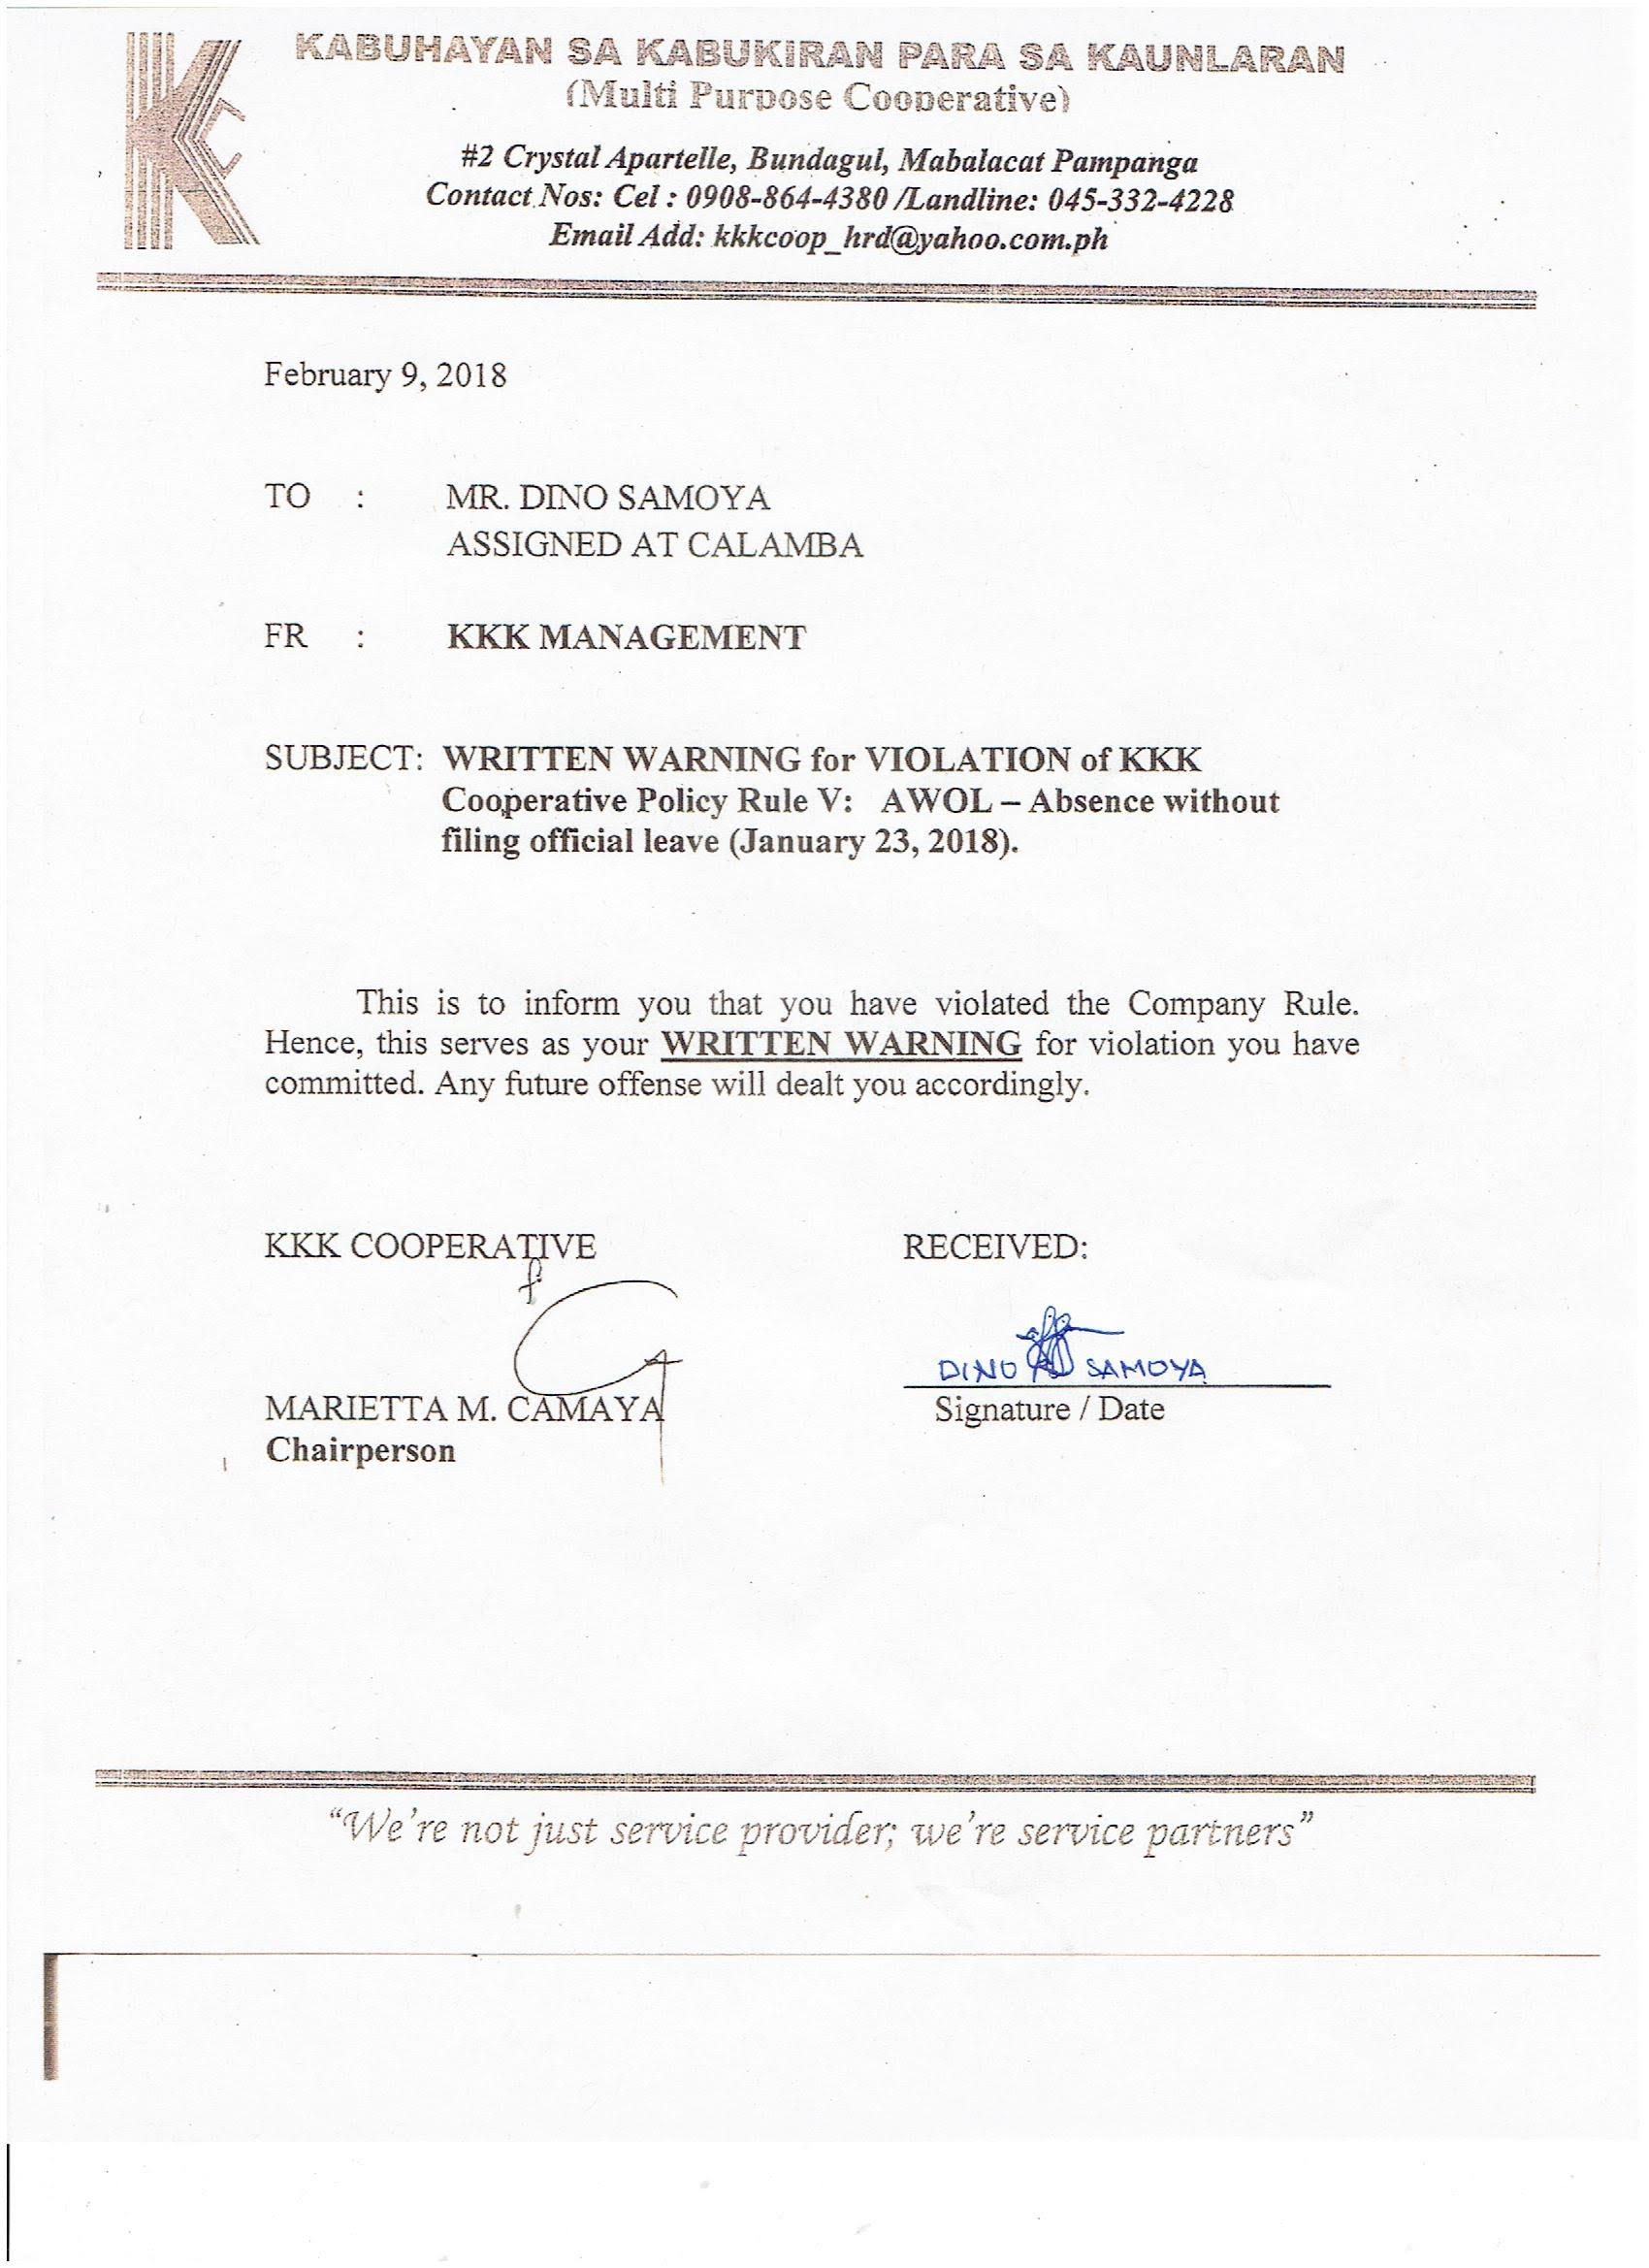 KABUHAYAN SA KABUKIRAN PARA SA KAUNLARAN
(Multi Purpose Cooperative)
#2 Crystal Apartelle, Bundagul, Mabalacat Pampanga
Contact Nos: Cel : 0908-864-4380 /Landline: 045-332-4228
Email Add: kkkcoop_hrd@yahoo.com.ph
February 9, 2018
TO : MR. DINO SAMOYA
ASSIGNED AT CALAMBA
FR : KKK MANAGEMENT
SUBJECT: WRITTEN WARNING for VIOLATION of KKK
Cooperative Policy Rule V: AWOL – Absence without
filing official leave (January 23, 2018).
This is to inform you that you have violated the Company Rule.
Hence, this serves as your WRITTEN WARNING for violation you have
committed. Any future offense will dealt you accordingly.
KKK COOPERATIVE RECEIVED:
DINO SAMOYA
MARIETTA M. CAMAYA Signature / Date
Chairperson
“We’re not just service provider; we’re service partners”